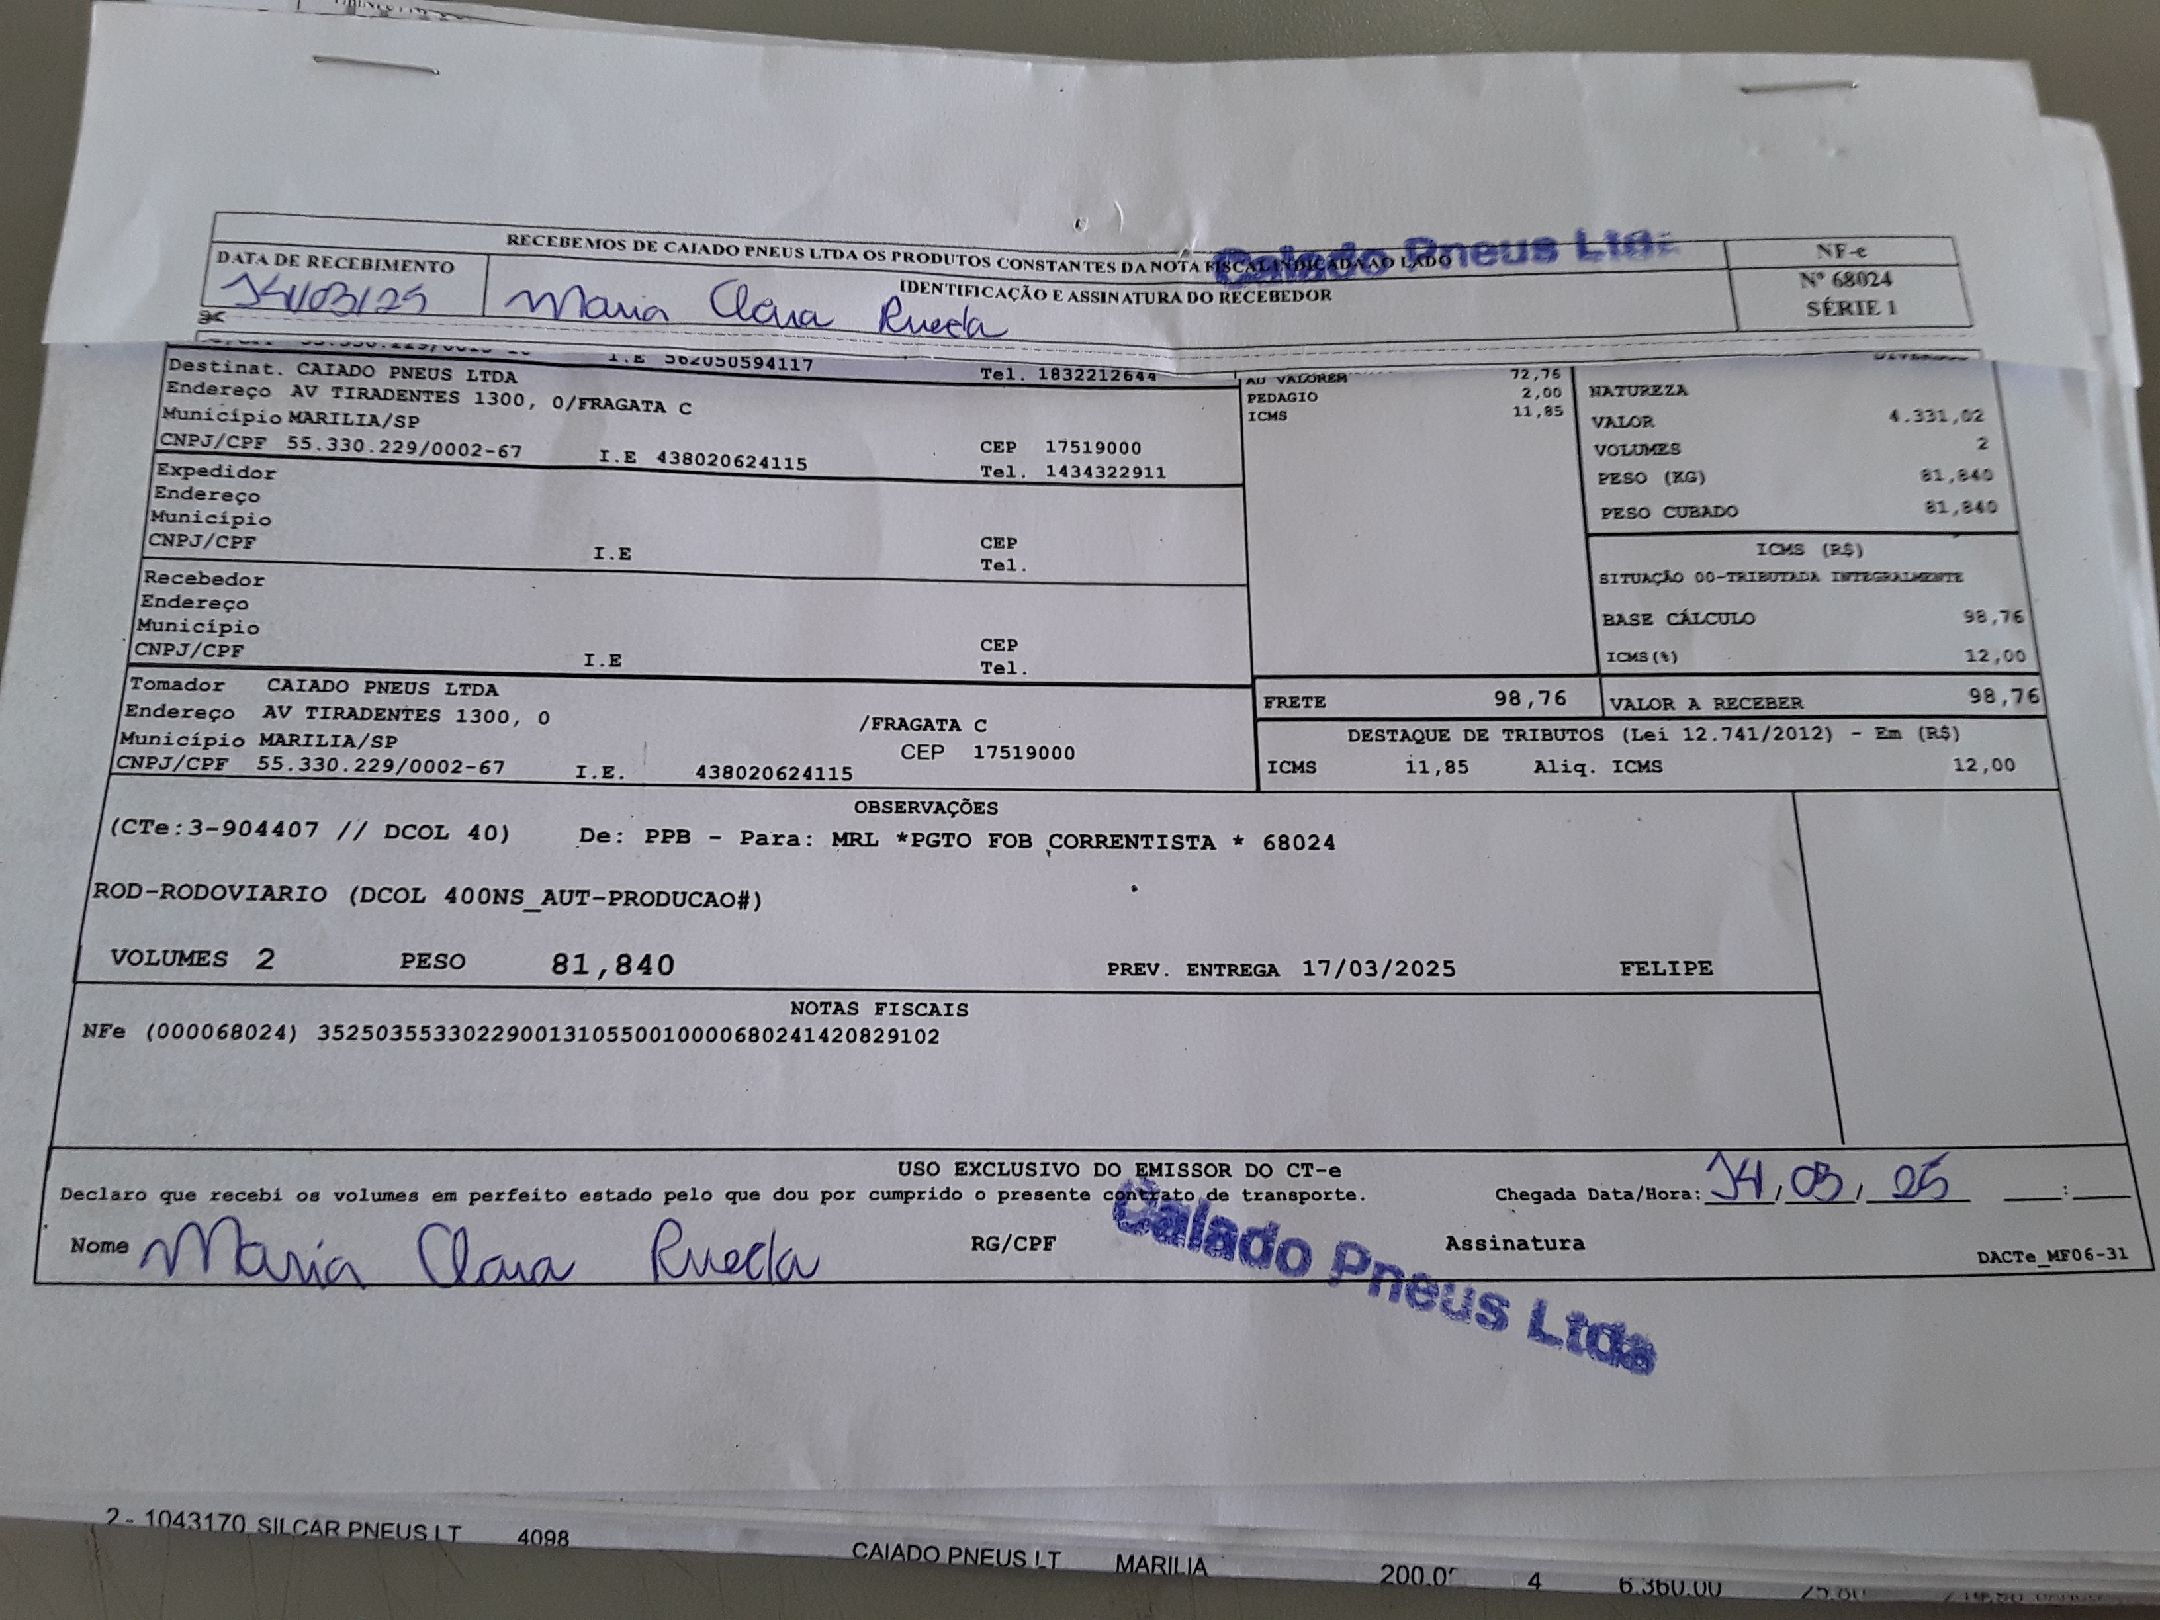 RECEBEMOS DE CAIADO PNEUS LTDA OS PRODUTOS CONSTANTES DA NOTA FISCAL INDICADA AO LADO
Caiado Pneus Ltda
NF-e
Nº 68024
SÉRIE 1
DATA DE RECEBIMENTO
14/03/25
IDENTIFICAÇÃO E ASSINATURA DO RECEBEDOR
Maria Clara Rueda
I.E 562050594117
Tel. 1832212644
Destinat. CAIADO PNEUS LTDA
Endereço AV TIRADENTES 1300, 0/FRAGATA C
Município MARILIA/SP
CEP 17519000
CNPJ/CPF 55.330.229/0002-67 I.E 438020624115 Tel. 1434322911
Expedidor
Endereço
Município
CEP
CNPJ/CPF I.E Tel.
Recebedor
Endereço
Município
CEP
CNPJ/CPF I.E Tel.
Tomador CAIADO PNEUS LTDA
Endereço AV TIRADENTES 1300, 0 /FRAGATA C
Município MARILIA/SP CEP 17519000
CNPJ/CPF 55.330.229/0002-67 I.E. 438020624115
AD VALOREM 72,76
PEDAGIO 2,00
ICMS 11,85
NATUREZA
VALOR 4.331,02
VOLUMES 2
PESO (KG) 81,840
PESO CUBADO 81,840
ICMS (R$)
SITUAÇÃO 00-TRIBUTADA INTEGRALMENTE
BASE CÁLCULO 98,76
ICMS(%) 12,00
FRETE 98,76 VALOR A RECEBER 98,76
DESTAQUE DE TRIBUTOS (Lei 12.741/2012) - Em (R$)
ICMS 11,85 Aliq. ICMS 12,00
OBSERVAÇÕES
(CTe:3-904407 // DCOL 40) De: PPB - Para: MRL *PGTO FOB CORRENTISTA * 68024
ROD-RODOVIARIO (DCOL 400NS_AUT-PRODUCAO#)
VOLUMES 2 PESO 81,840 PREV. ENTREGA 17/03/2025 FELIPE
NOTAS FISCAIS
NFe (000068024) 35250355330229001310550010000680241420829102
USO EXCLUSIVO DO EMISSOR DO CT-e
Declaro que recebi os volumes em perfeito estado pelo que dou por cumprido o presente contrato de transporte. Chegada Data/Hora: 14/03/25 __:__
Nome Maria Clara Rueda RG/CPF Assinatura
Caiado Pneus Ltda
DACTe_MF06-31
2 - 1043170 SILCAR PNEUS LT 4098 CAIADO PNEUS LT MARILIA 4 6.360.00